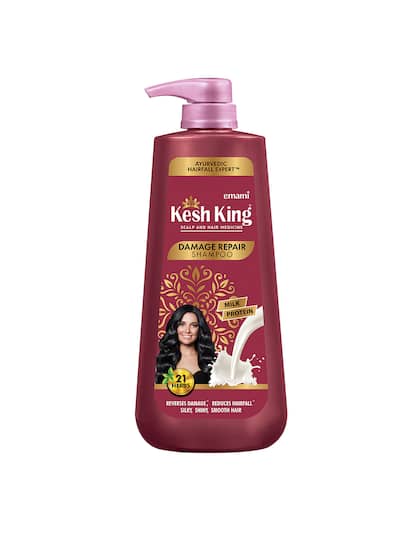 AYURVEDIC
HAIRFALL EXPERT™
emami
Kesh King
SCALP AND HAIR MEDICINE
DAMAGE REPAIR
SHAMPOO
MILK
PROTEIN
21
HERBS
REVERSES DAMAGE, REDUCES HAIRFALL
SILKY, SHINY, SMOOTH HAIR